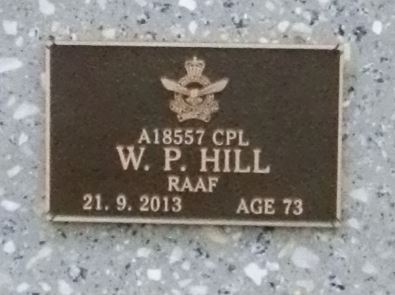 A18557 CPL
W. P. HILL
RAAF
21. 9. 2013 AGE 73